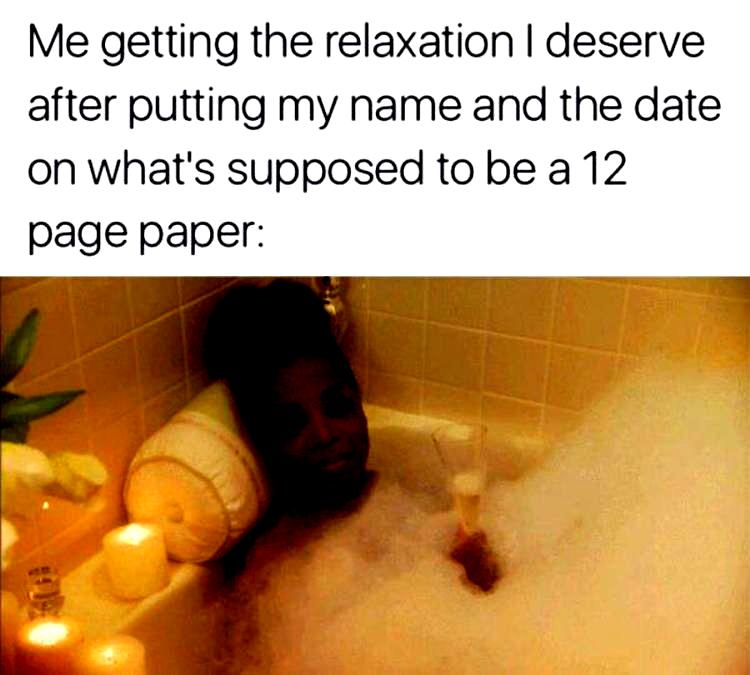 Me getting the relaxation I deserve
after putting my name and the date
on what's supposed to be a 12
page paper: